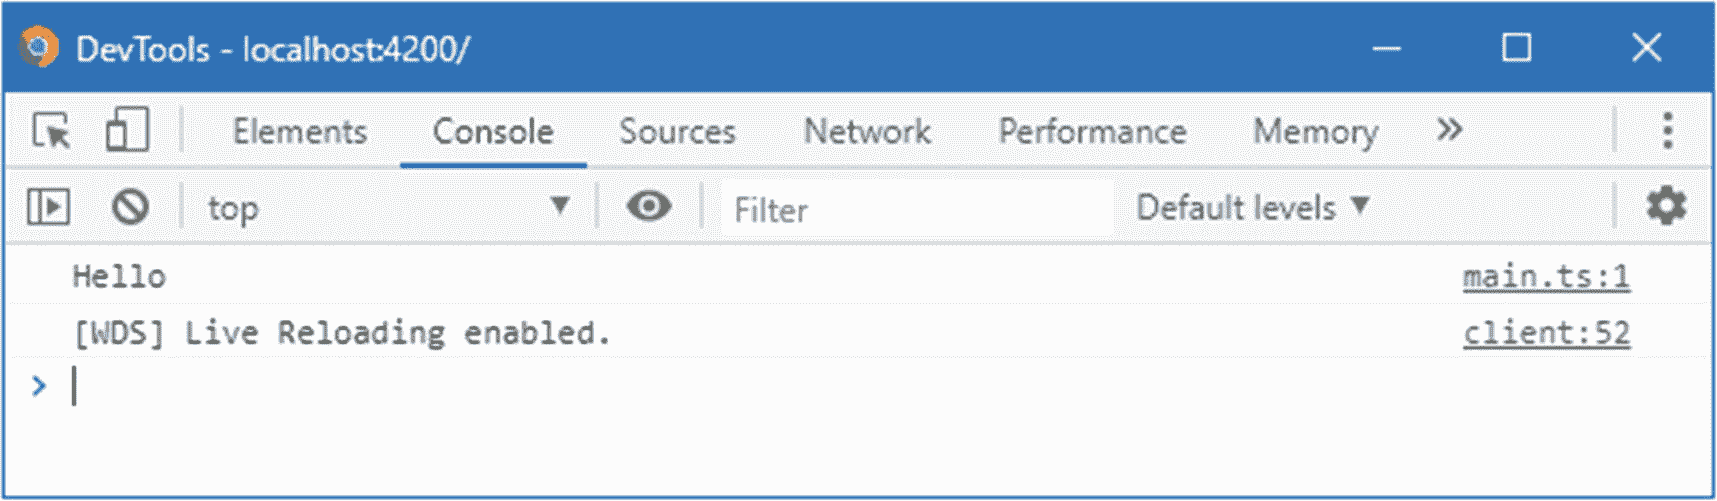 DevTools - localhost:4200/
Elements Console Sources Network Performance Memory »
top Filter Default levels
Hello main.ts:1
[WDS] Live Reloading enabled. client:52
>